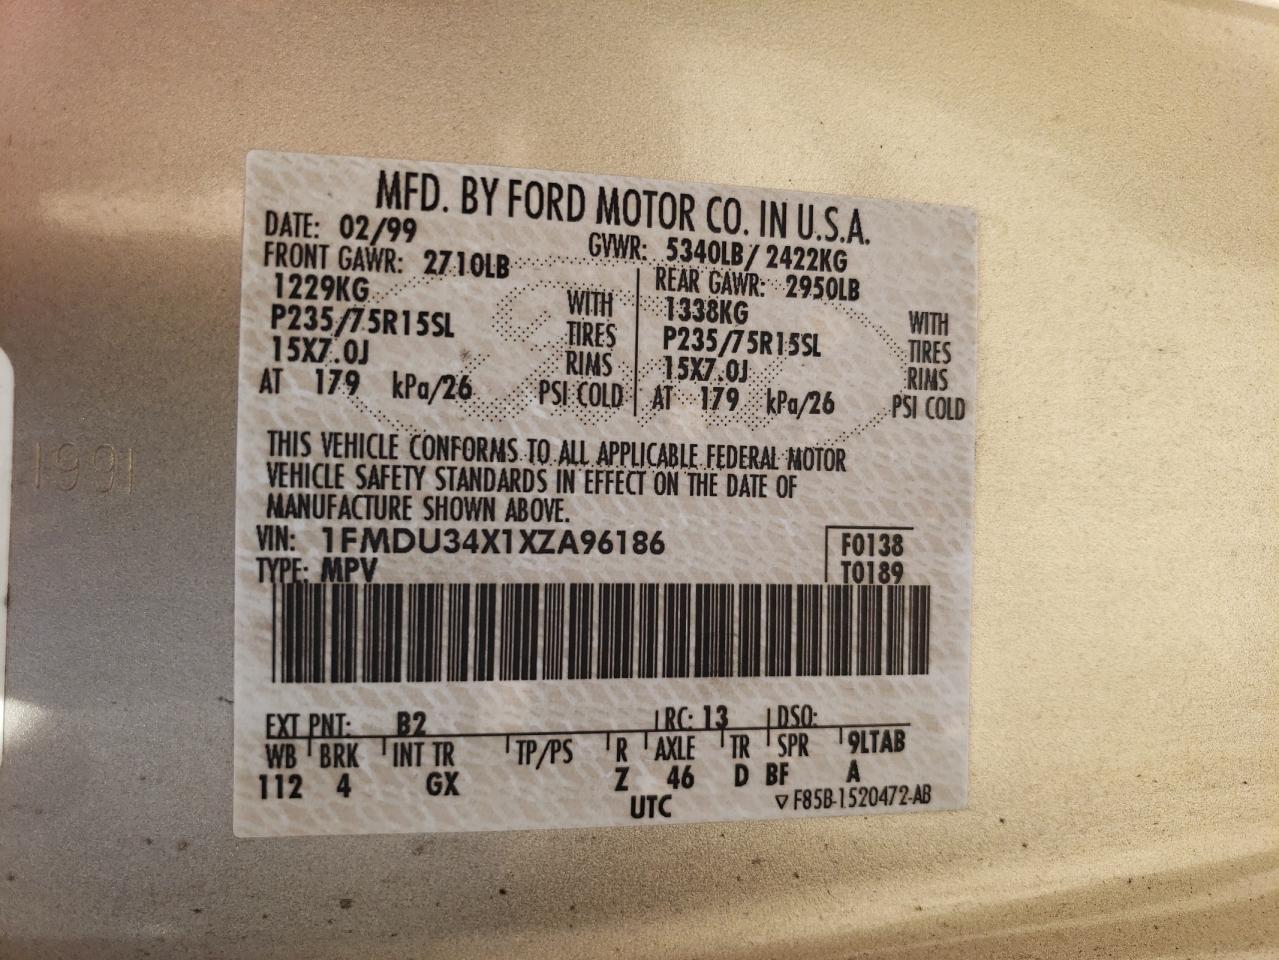 MFD. BY FORD MOTOR CO. IN U.S.A.
DATE: 02/99 GVWR: 5340LB/ 2422KG
FRONT GAWR: 2710LB REAR GAWR: 2950LB
1229KG WITH 1338KG WITH
P235/75R15SL TIRES P235/75R15SL TIRES
15X7.0J RIMS 15X7.0J RIMS
AT 179 kPa/26 PSI COLD AT 179 kPa/26 PSI COLD
THIS VEHICLE CONFORMS TO ALL APPLICABLE FEDERAL MOTOR
VEHICLE SAFETY STANDARDS IN EFFECT ON THE DATE OF
MANUFACTURE SHOWN ABOVE.
VIN: 1FMDU34X1XZA96186 F0138
TYPE: MPV T0189
EXT PNT: B2 RC: 13 DSO:
WB BRK INT TR TP/PS R AXLE TR SPR 9LTAB
112 4 GX Z 46 D BF A
UTC ▽ F85B-1520472-AB
1991